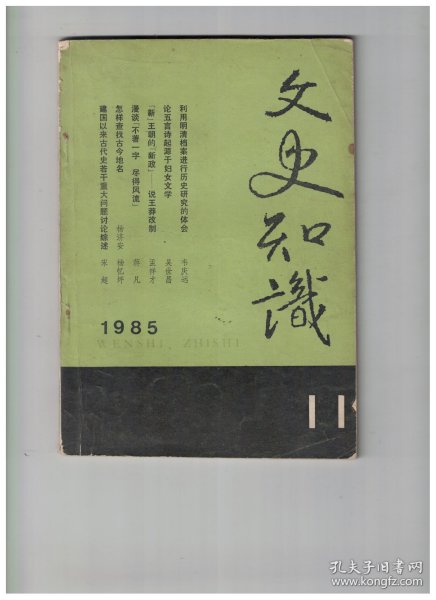 文史知識
利用明清档案进行历史研究的体会 韦庆远
论五言诗起源于妇女文学 吴世昌
“新”王朝的“新政”——说王莽改制 孟祥才
漫谈“不著一字 尽得风流” 蒋凡
怎样查找古今地名 杨济安 杨忆坪
建国以来古代史若干重大问题讨论综述 宋超
1985
WENSHI ZHISHI
11
孔夫子旧书网
www.kongfz.com